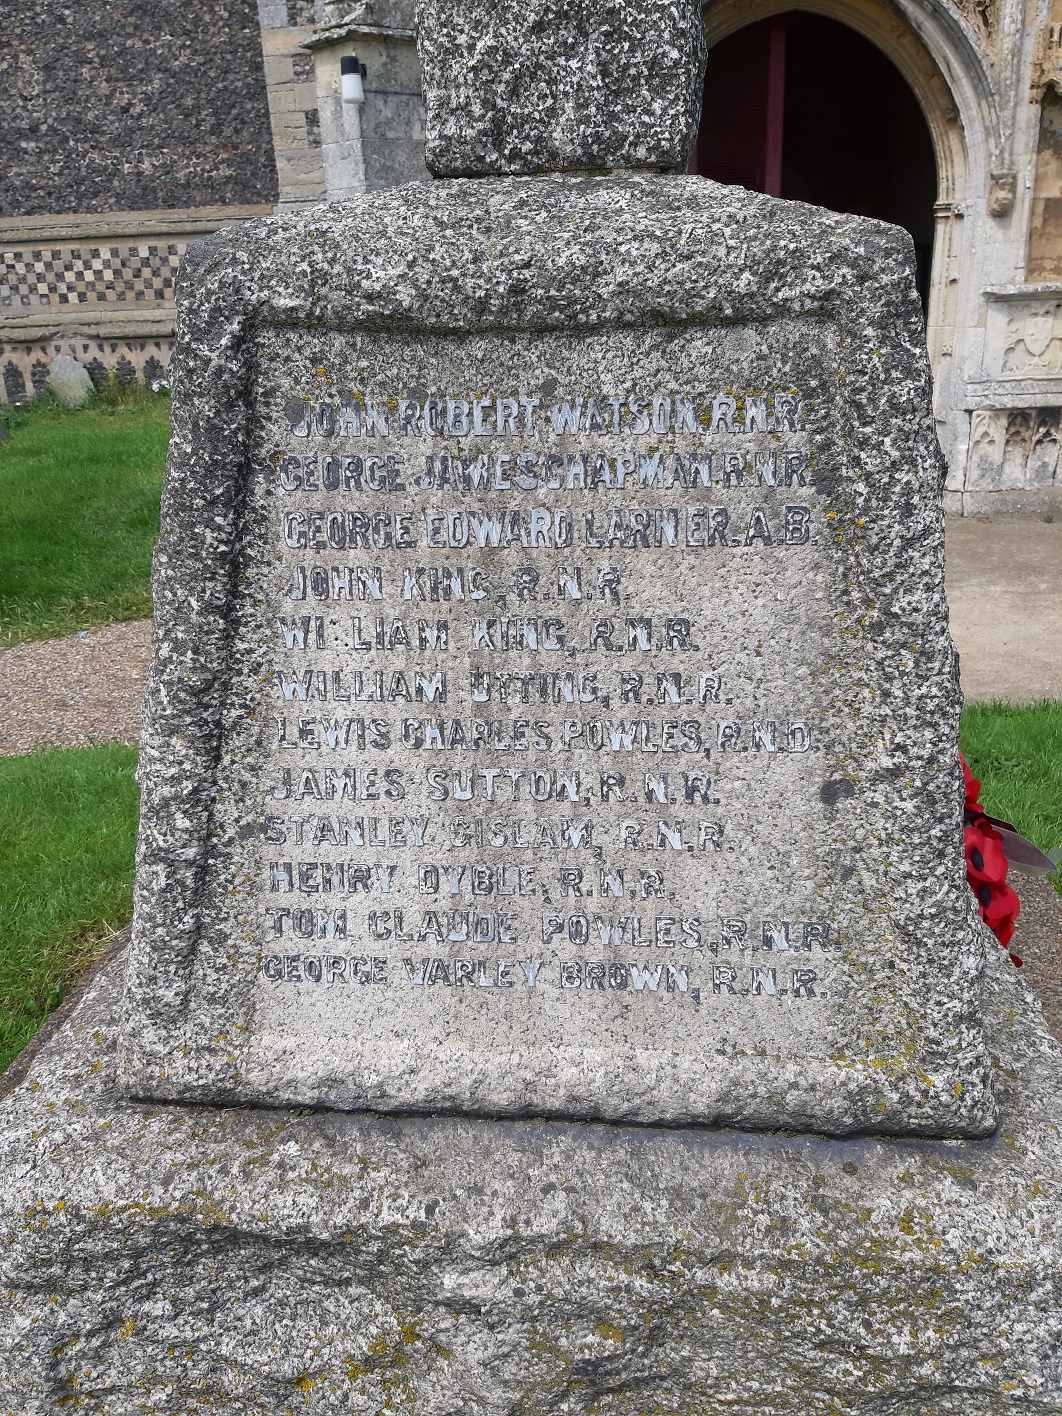 JOHN ROBERT WATSON, R.N.R.
GEORGE JAMES CHAPMAN, R.N.R.
GEORGE EDWARD LARNER, A.B.
JOHN KING, R.N.R
WILLIAM KING, R.N.R.
WILLIAM UTTING, R.N.R.
LEWIS CHARLES POWLES, R.N.D.
JAMES SUTTON, R.N.R.
STANLEY GISLAM, R.N.R.
HENRY DYBLE, R.N.R.
TOM CLAUDE POWLES, R.N.R.
GEORGE VARLEY BROWN, R.N.R.